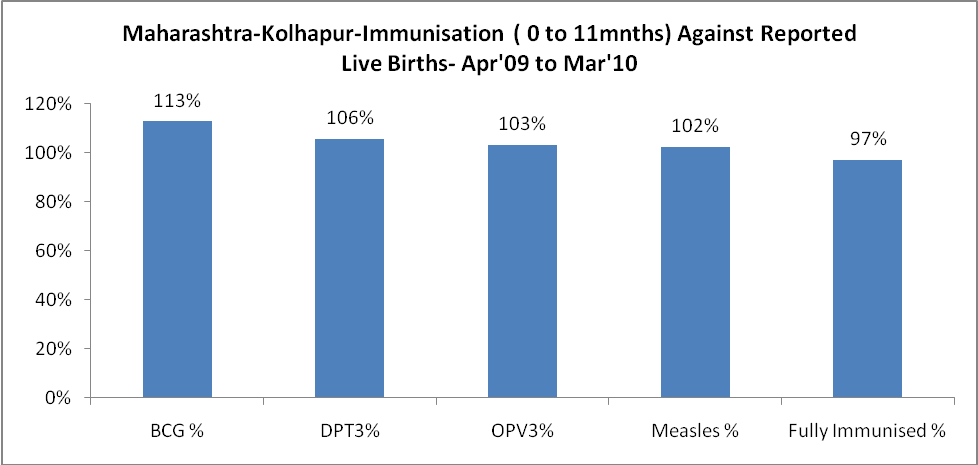 Maharashtra-Kolhapur-Immunisation ( 0 to 11mnths) Against Reported
Live Births- Apr'09 to Mar'10
120%
100%
80%
60%
40%
20%
0%
113%
106%
103%
102%
97%
BCG %
DPT3%
OPV3%
Measles %
Fully Immunised %